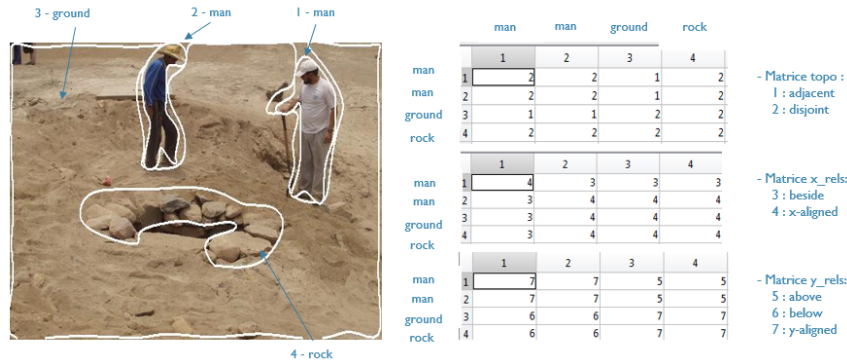 3 - ground
2 - man
1 - man
4 - rock
man man ground rock
1 2 3 4
man 1 2 2 1 2
man 2 2 2 1 2
ground 3 1 1 2 2
rock 4 2 2 2 2
- Matrice topo :
1 : adjacent
2 : disjoint
1 2 3 4
man 1 4 3 3 3
man 2 3 4 4 4
ground 3 3 4 4 4
rock 4 3 4 4 4
- Matrice x_rels:
3 : beside
4 : x-aligned
1 2 3 4
man 1 7 7 5 5
man 2 7 7 5 5
ground 3 6 6 7 7
rock 4 6 6 7 7
- Matrice y_rels:
5 : above
6 : below
7 : y-aligned